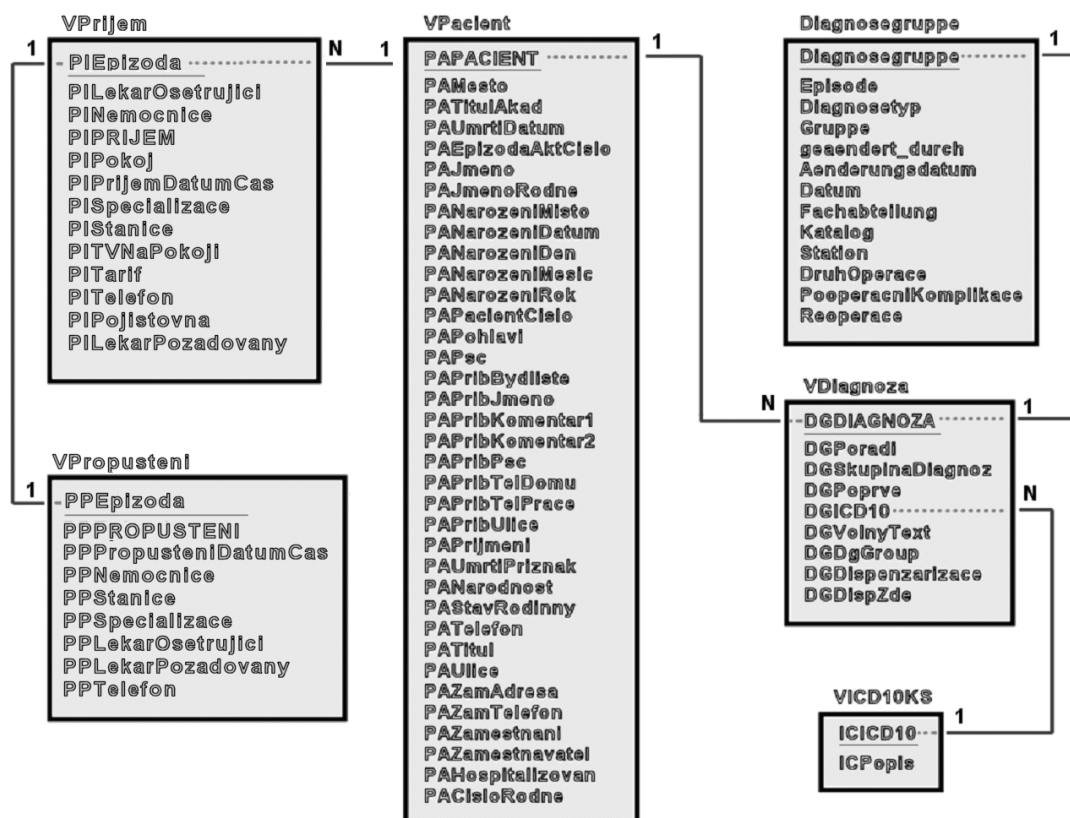 VPrijem
1
N
PIEpizoda
PILekarOsetrujici
PINemocnice
PIPRIJEM
PIPokoj
PIPrijemDatumCas
PISpecializace
PIStanice
PITVNaPokoji
PITarif
PITelefon
PIPojistovna
PILekarPozadovany
VPropusteni
1
PPEpizoda
PPPROPUSTENI
PPPropusteniDatumCas
PPNemocnice
PPStanice
PPSpecializace
PPLekarOsetrujici
PPLekarPozadovany
PPTelefon
VPacient
1
1
PAPACIENT
PAMesto
PATitulAkad
PAUmrtiDatum
PAEpizodaAktCislo
PAJmeno
PAJmenoRodne
PANarozeniMisto
PANarozeniDatum
PANarozeniDen
PANarozeniMesic
PANarozeniRok
PAPacientCislo
PAPohlavi
PAPsc
PAPribBydliste
PAPribJmeno
PAPribKomentar1
PAPribKomentar2
PAPribPsc
PAPribTelDomu
PAPribTelPrace
PAPribUlice
PAPrijmeni
PAUmrtiPriznak
PANarodnost
PAStavRodinny
PATelefon
PATitul
PAUlice
PAZamAdresa
PAZamTelefon
PAZamestnani
PAZamestnavatel
PAHospitalizovan
PACisloRodne
Diagnosegruppe
1
Diagnosegruppe
Episode
Diagnosetyp
Gruppe
geaendert_durch
Aenderungsdatum
Datum
Fachabteilung
Katalog
Station
DruhOperace
PooperacniKomplikace
Reoperace
VDiagnoza
N
1
DGDIAGNOZA
DGPoradi
DGSkupinaDiagnoz
DGPoprve
N
DGICD10
DGVolnyText
DGDgGroup
DGDispenzarizace
DGDispZde
VICD10KS
1
ICICD10
ICPopis